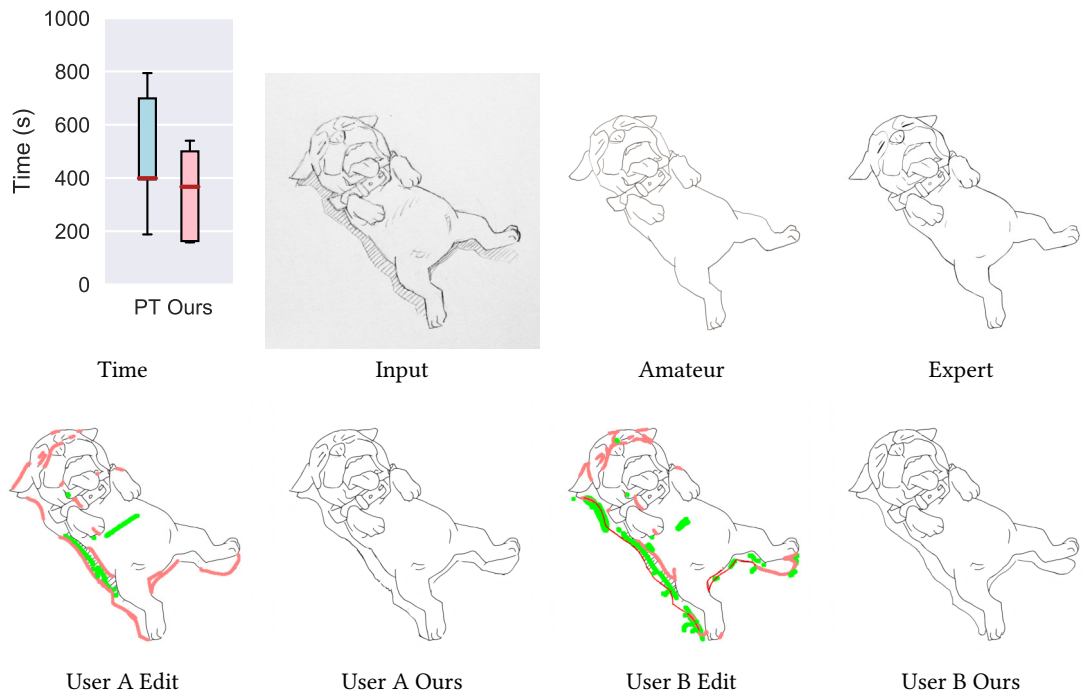 1000
800
600
400
200
0
Time (s)
PT Ours
Time
Input
Amateur
Expert
User A Edit
User A Ours
User B Edit
User B Ours